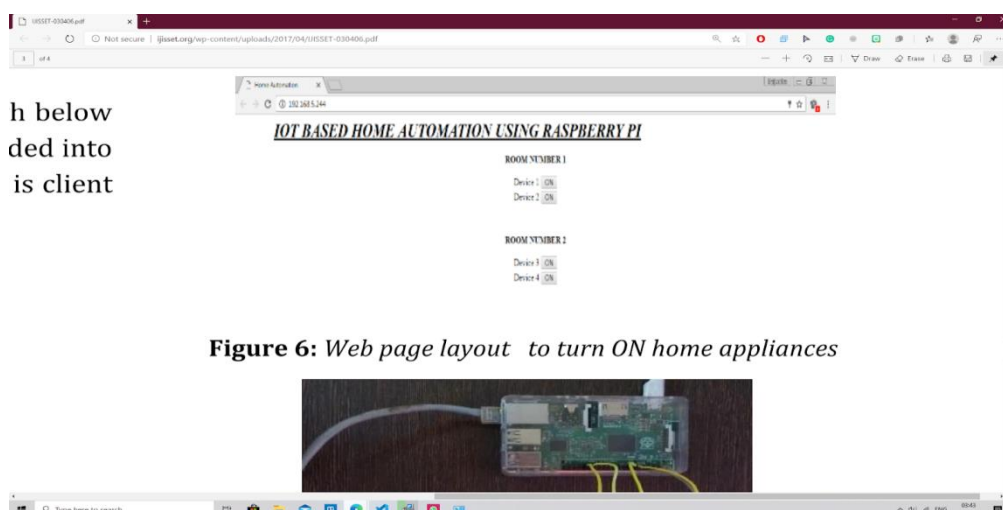 IJISSET-030406.pdf
Not secure | ijisset.org/wp-content/uploads/2017/04/IJISSET-030406.pdf
3 of 4
Draw
Erase
h below
ded into
is client
Home Automation
192.168.5.244
IOT BASED HOME AUTOMATION USING RASPBERRY PI
ROOM NUMBER 1
Device 1 ON
Device 2 ON
ROOM NUMBER 2
Device 3 ON
Device 4 ON
Figure 6: Web page layout to turn ON home appliances
Type here to search
ENG